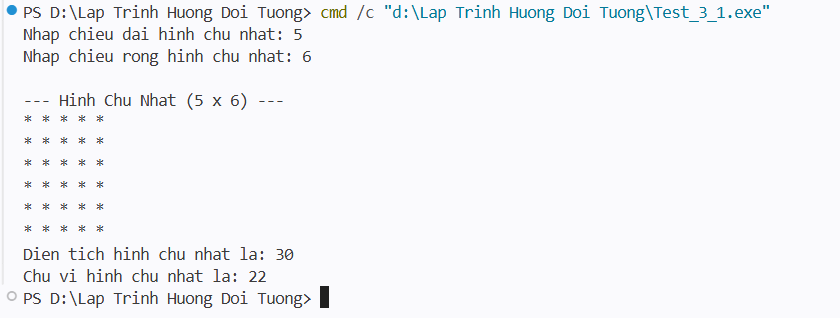 PS D:\Lap Trinh Huong Doi Tuong> cmd /c "d:\Lap Trinh Huong Doi Tuong\Test_3_1.exe"
Nhap chieu dai hinh chu nhat: 5
Nhap chieu rong hinh chu nhat: 6

--- Hinh Chu Nhat (5 x 6) ---
* * * * *
* * * * *
* * * * *
* * * * *
* * * * *
* * * * *
Dien tich hinh chu nhat la: 30
Chu vi hinh chu nhat la: 22
PS D:\Lap Trinh Huong Doi Tuong>